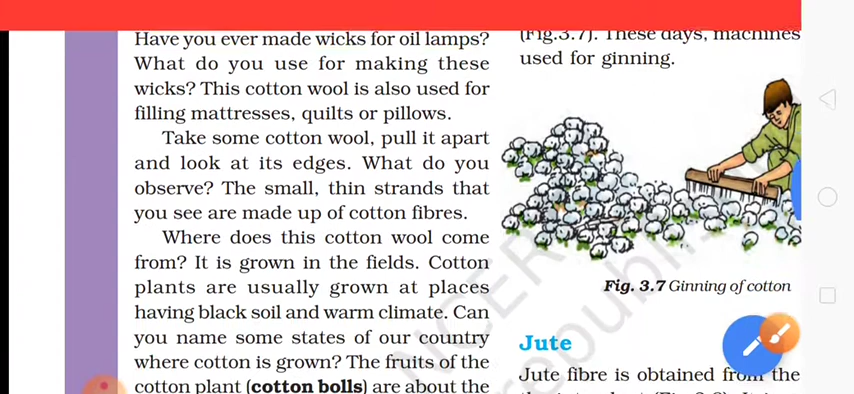 Have you ever made wicks for oil lamps?
What do you use for making these
wicks? This cotton wool is also used for
filling mattresses, quilts or pillows.
Take some cotton wool, pull it apart
and look at its edges. What do you
observe? The small, thin strands that
you see are made up of cotton fibres.
Where does this cotton wool come
from? It is grown in the fields. Cotton
plants are usually grown at places
having black soil and warm climate. Can
you name some states of our country
where cotton is grown? The fruits of the
cotton plant (cotton bolls) are about the
(Fig.3.7). These days, machines
used for ginning.
Fig. 3.7 Ginning of cotton
Jute
Jute fibre is obtained from the